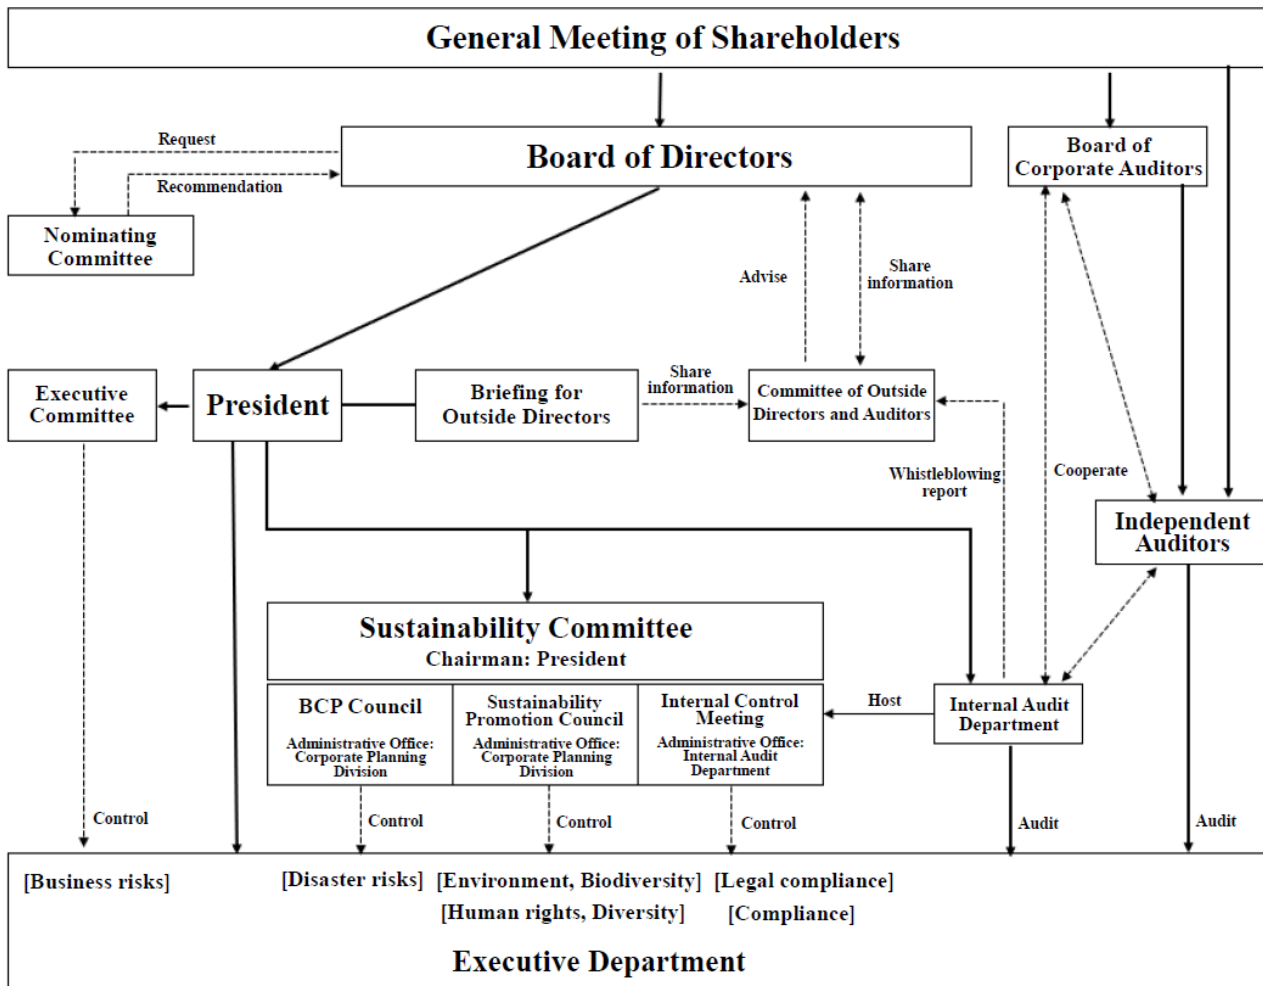 General Meeting of Shareholders
Request
Board of Directors
Board of
Corporate Auditors
Recommendation
Nominating
Committee
Advise
Share
information
Executive
Committee
President
Briefing for
Outside Directors
Share
information
Committee of Outside
Directors and Auditors
Whistleblowing
report
Cooperate
Independent
Auditors
Sustainability Committee
Chairman: President
BCP Council
Administrative Office:
Corporate Planning
Division
Sustainability
Promotion Council
Administrative Office:
Corporate Planning
Division
Internal Control
Meeting
Administrative Office:
Internal Audit
Department
Host
Internal Audit
Department
Control
Control
Control
Control
Audit
Audit
[Business risks]
[Disaster risks]
[Environment, Biodiversity]
[Legal compliance]
[Human rights, Diversity]
[Compliance]
Executive Department